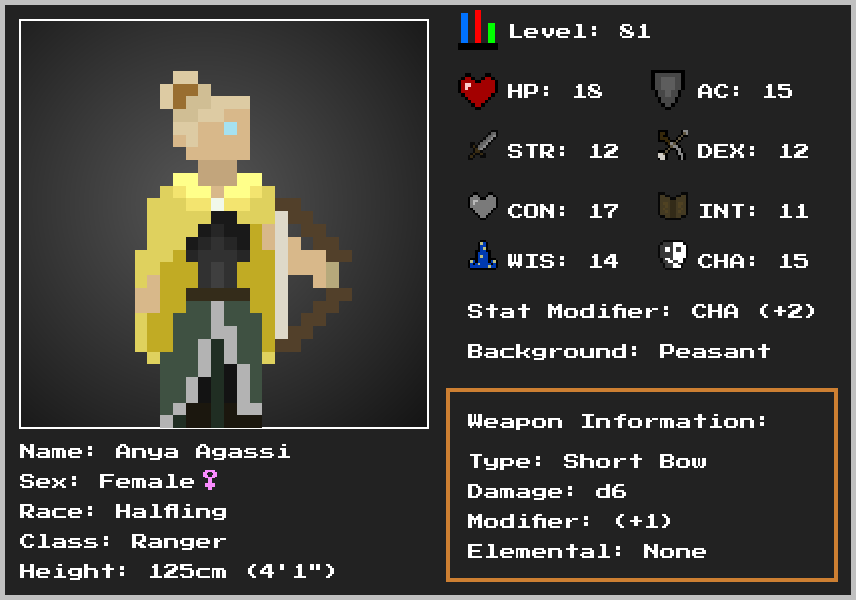 Level: 81
HP: 18 AC: 15
STR: 12 DEX: 12
CON: 17 INT: 11
WIS: 14 CHA: 15
Stat Modifier: CHA (+2)
Background: Peasant
Weapon Information:
Type: Short Bow
Damage: d6
Modifier: (+1)
Elemental: None
Name: Anya Agassi
Sex: Female♀
Race: Halfling
Class: Ranger
Height: 125cm (4'1")